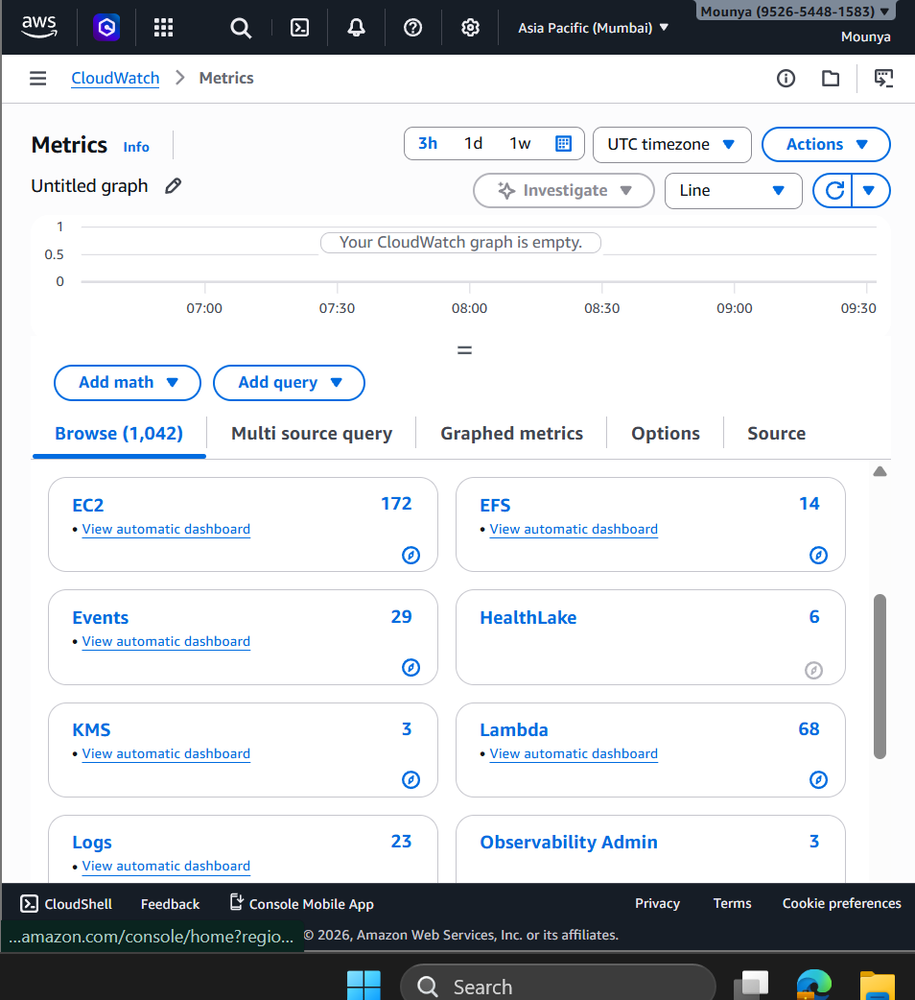 aws
Asia Pacific (Mumbai)
Mounya (9526-5448-1583)
Mounya
CloudWatch > Metrics
Metrics Info
3h 1d 1w
UTC timezone
Actions
Untitled graph
Investigate
Line
1
Your CloudWatch graph is empty.
0.5
0
07:00 07:30 08:00 08:30 09:00 09:30
Add math
Add query
Browse (1,042) Multi source query Graphed metrics Options Source
EC2 172
• View automatic dashboard
EFS 14
• View automatic dashboard
Events 29
• View automatic dashboard
HealthLake 6
KMS 3
• View automatic dashboard
Lambda 68
• View automatic dashboard
Logs 23
• View automatic dashboard
Observability Admin 3
CloudShell Feedback Console Mobile App Privacy Terms Cookie preferences
...amazon.com/console/home?regio...
© 2026, Amazon Web Services, Inc. or its affiliates.
Search